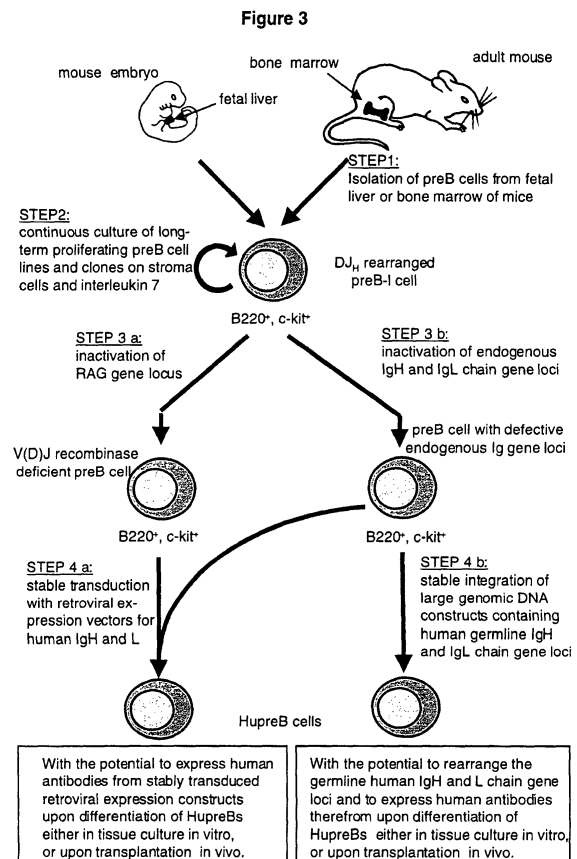 Figure 3
mouse embryo
fetal liver
bone marrow
adult mouse
STEP1:
Isolation of preB cells from fetal
liver or bone marrow of mice
STEP2:
continuous culture of long-
term proliferating preB cell
lines and clones on stroma
cells and interleukin 7
DJH rearranged
preB-I cell
B220+, c-kit+
STEP 3 a:
inactivation of
RAG gene locus
STEP 3 b:
inactivation of endogenous
IgH and IgL chain gene loci
V(D)J recombinase
deficient preB cell
B220+, c-kit+
preB cell with defective
endogenous Ig gene loci
B220+, c-kit+
STEP 4 a:
stable transduction
with retroviral ex-
pression vectors for
human IgH and L
STEP 4 b:
stable integration of
large genomic DNA
constructs containing
human germline IgH
and IgL chain gene loci
HupreB cells
With the potential to express human
antibodies from stably transduced
retroviral expression constructs
upon differentiation of HupreBs
either in tissue culture in vitro,
or upon transplantation in vivo.
With the potential to rearrange the
germline human IgH and L chain gene
loci and to express human antibodies
therefrom upon differentiation of
HupreBs either in tissue culture in vitro,
or upon transplantation in vivo.